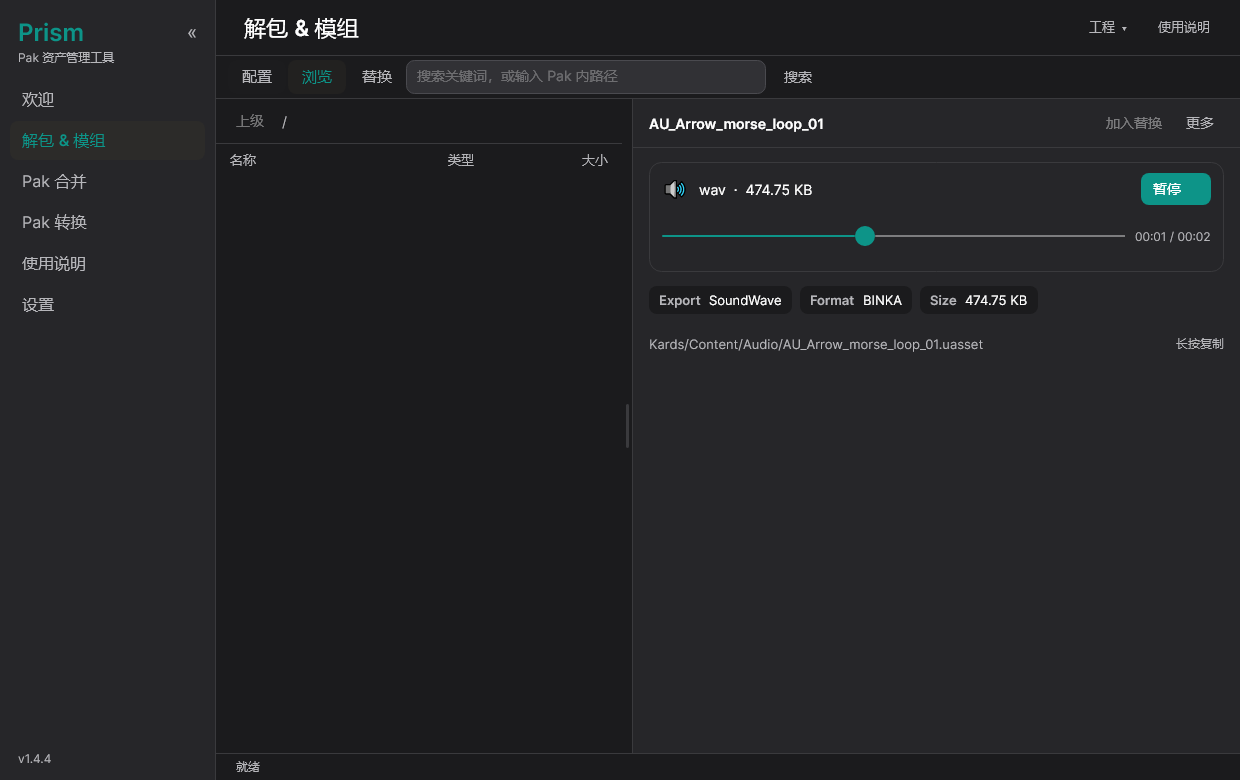 Prism
«
Pak 资产管理工具
欢迎
解包 & 模组
Pak 合并
Pak 转换
使用说明
设置
v1.4.4
解包 & 模组
工程 ▾
使用说明
配置
浏览
替换
搜索关键词，或输入 Pak 内路径
搜索
上级 /
名称 类型 大小
AU_Arrow_morse_loop_01
加入替换
更多
wav · 474.75 KB
暂停
00:01 / 00:02
Export SoundWave
Format BINKA
Size 474.75 KB
Kards/Content/Audio/AU_Arrow_morse_loop_01.uasset
长按复制
就绪